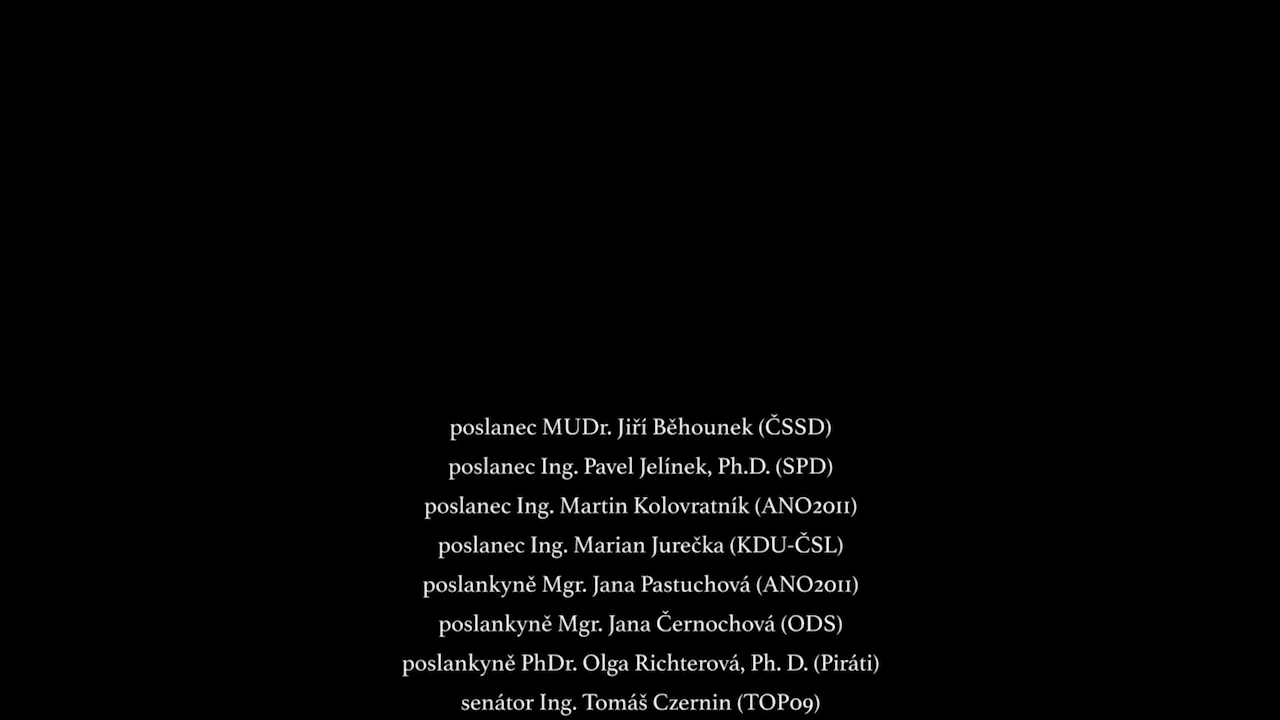 poslanec MUDr. Jiří Běhounek (ČSSD)
poslanec Ing. Pavel Jelínek, Ph.D. (SPD)
poslanec Ing. Martin Kolovratník (ANO2011)
poslanec Ing. Marian Jurečka (KDU-ČSL)
poslankyně Mgr. Jana Pastuchová (ANO2011)
poslankyně Mgr. Jana Černochová (ODS)
poslankyně PhDr. Olga Richterová, Ph. D. (Piráti)
senátor Ing. Tomáš Czernin (TOP09)